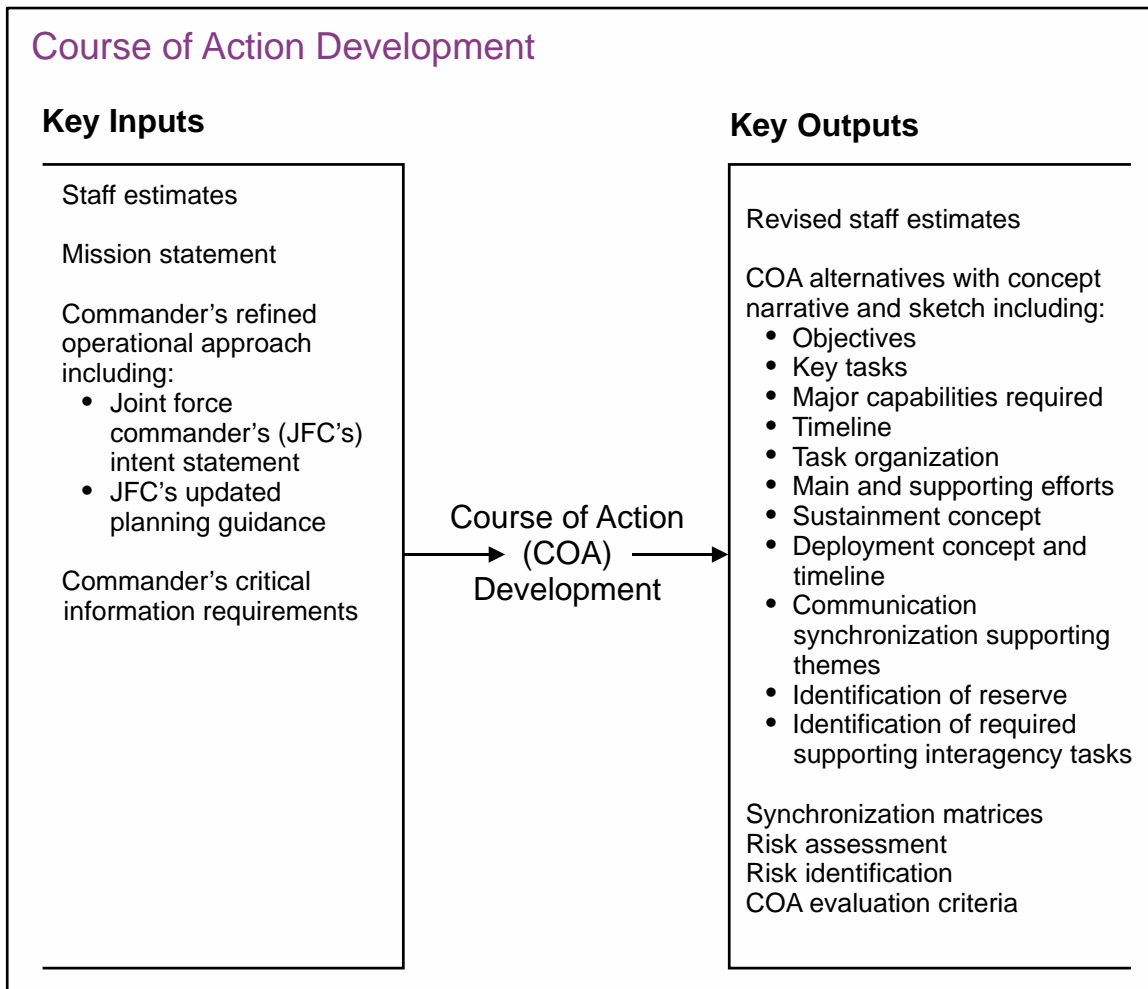 Course of Action Development
Key Inputs
Staff estimates
Mission statement
Commander’s refined
operational approach
including:
• Joint force
commander’s (JFC’s)
intent statement
• JFC’s updated
planning guidance
Commander’s critical
information requirements
Course of Action
(COA)
Development
Key Outputs
Revised staff estimates
COA alternatives with concept
narrative and sketch including:
• Objectives
• Key tasks
• Major capabilities required
• Timeline
• Task organization
• Main and supporting efforts
• Sustainment concept
• Deployment concept and
timeline
• Communication
synchronization supporting
themes
• Identification of reserve
• Identification of required
supporting interagency tasks
Synchronization matrices
Risk assessment
Risk identification
COA evaluation criteria